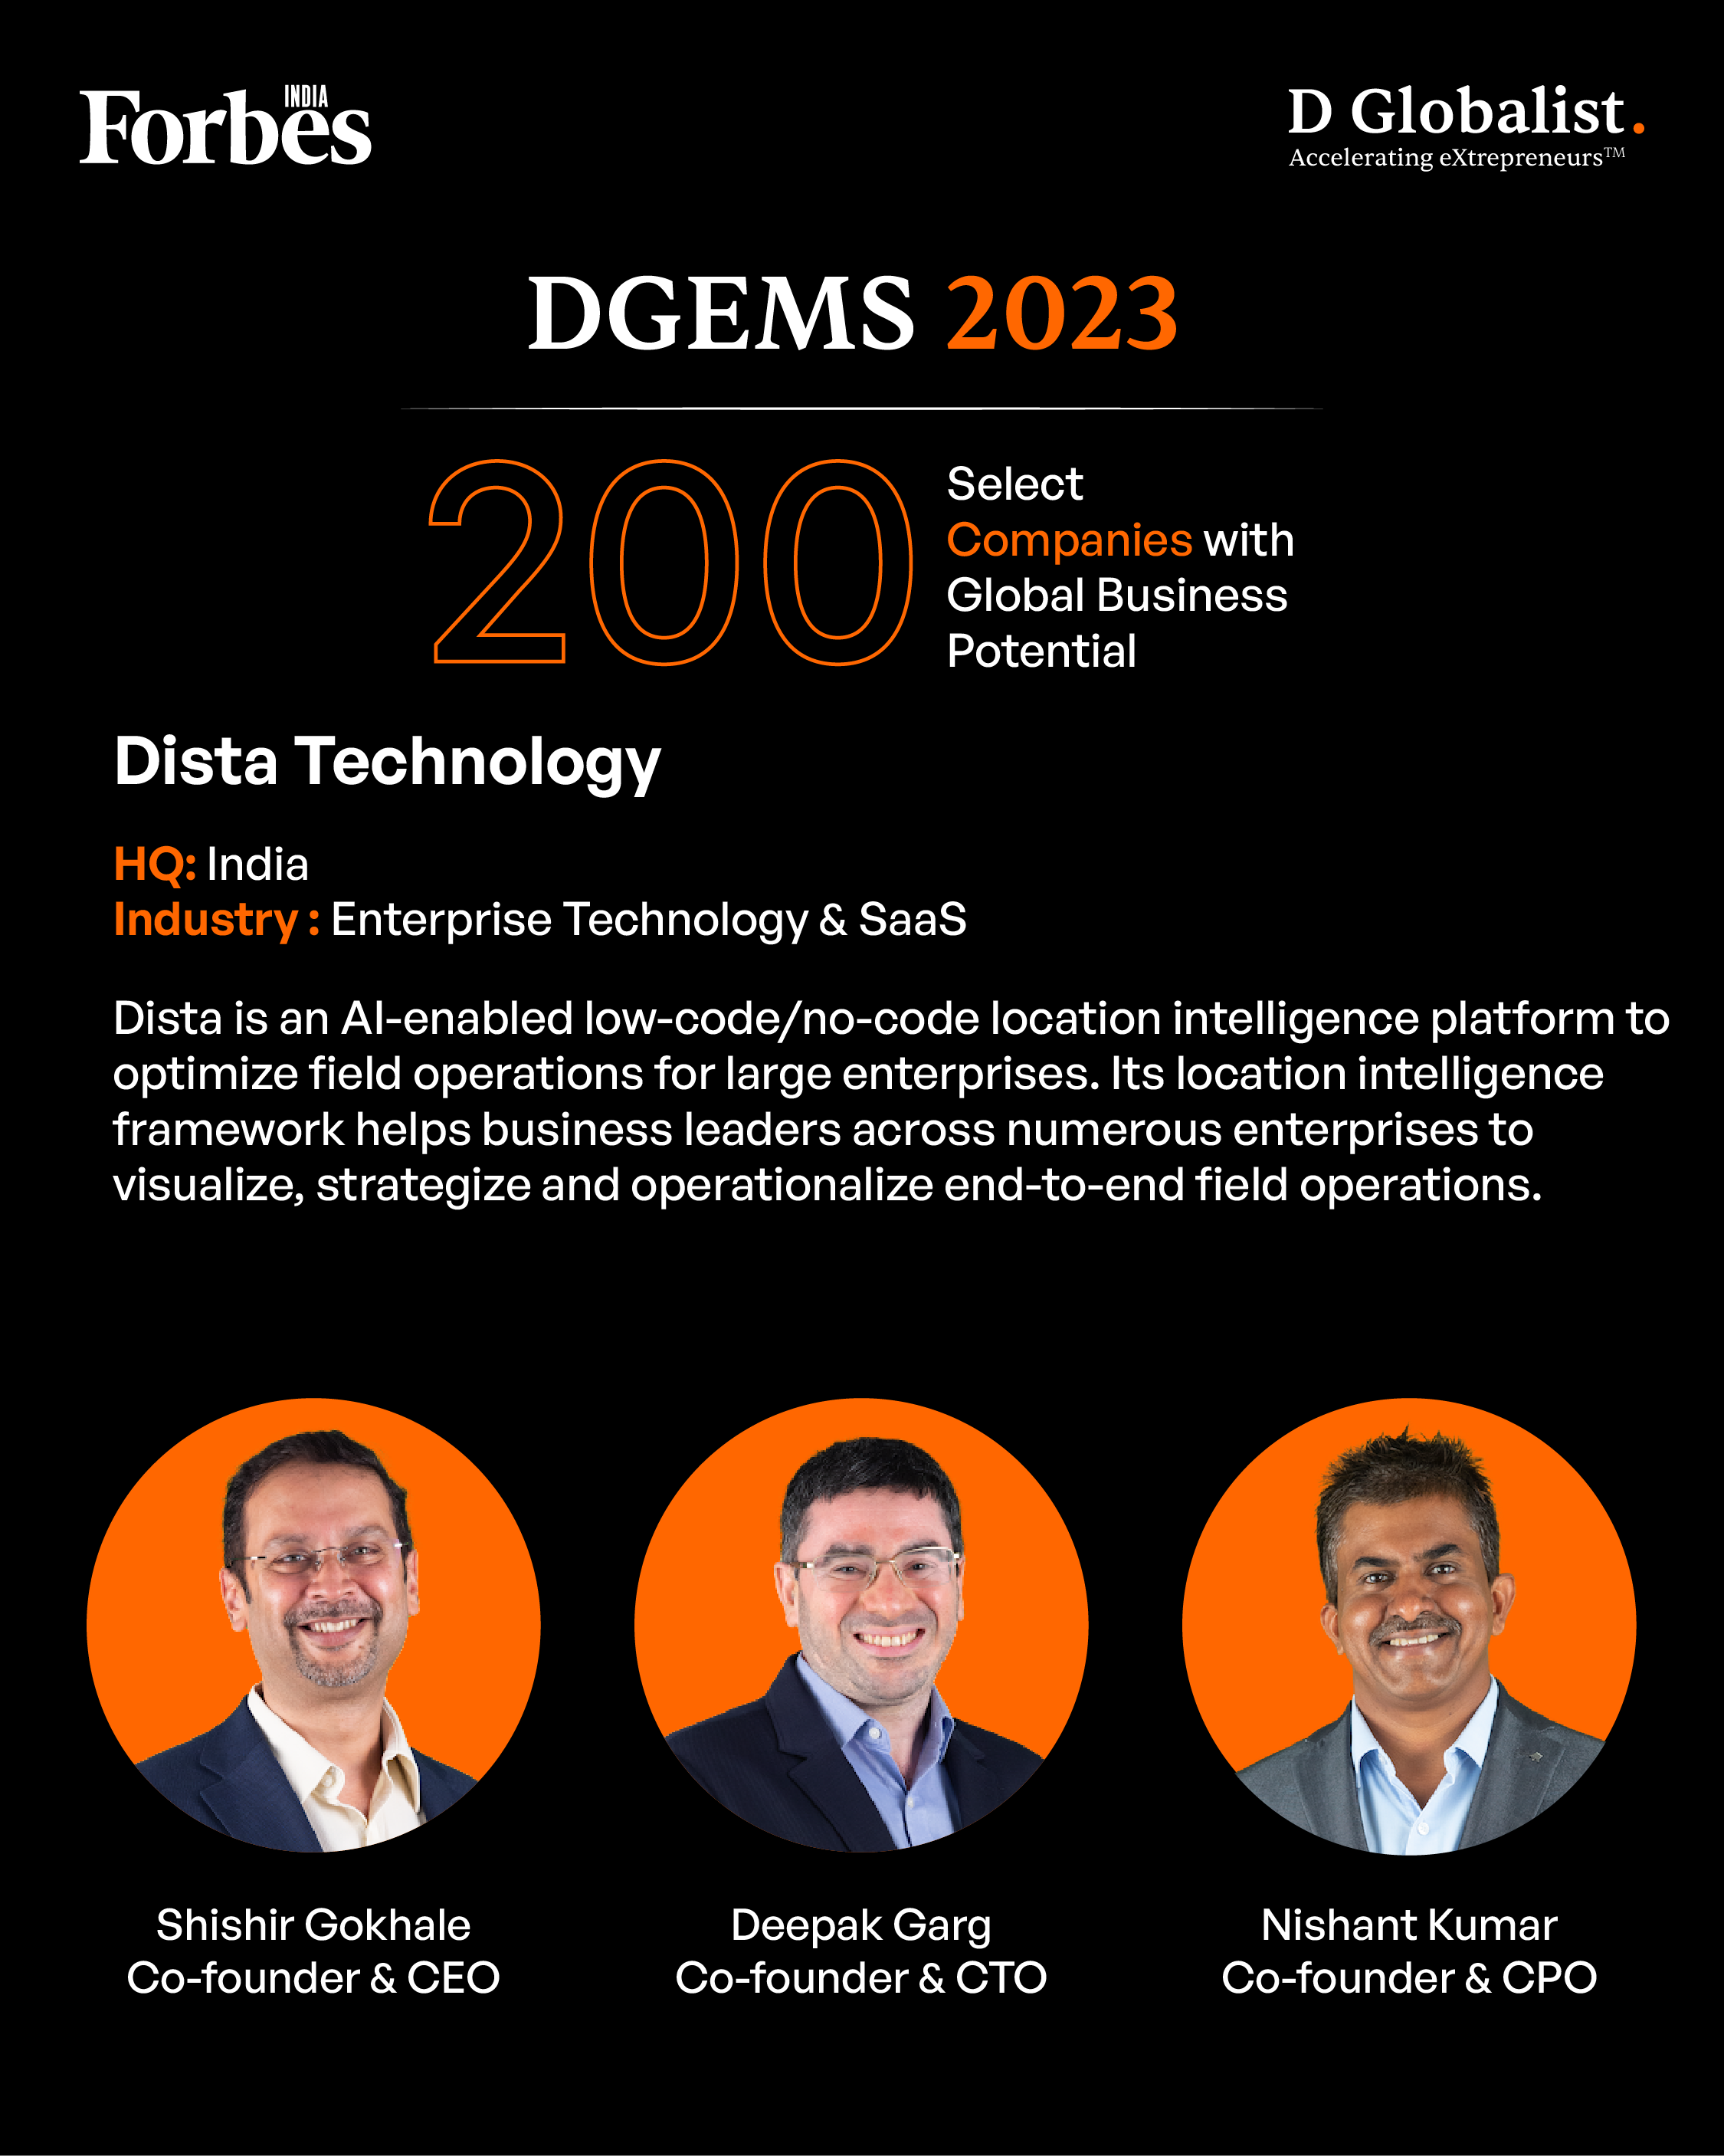 Forbes
INDIA
D Globalist.
Accelerating eXtrepreneurs™
DGEMS 2023
200
Select
Companies with
Global Business
Potential
Dista Technology
HQ: India
Industry : Enterprise Technology & SaaS
Dista is an AI-enabled low-code/no-code location intelligence platform to
optimize field operations for large enterprises. Its location intelligence
framework helps business leaders across numerous enterprises to
visualize, strategize and operationalize end-to-end field operations.
Shishir Gokhale
Co-founder & CEO
Deepak Garg
Co-founder & CTO
Nishant Kumar
Co-founder & CPO